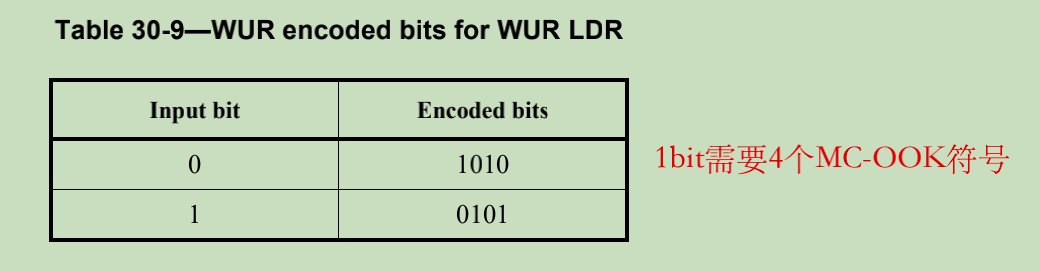 Table 30-9—WUR encoded bits for WUR LDR
Input bit Encoded bits
0 1010
1bit需要4个MC-OOK符号
1 0101